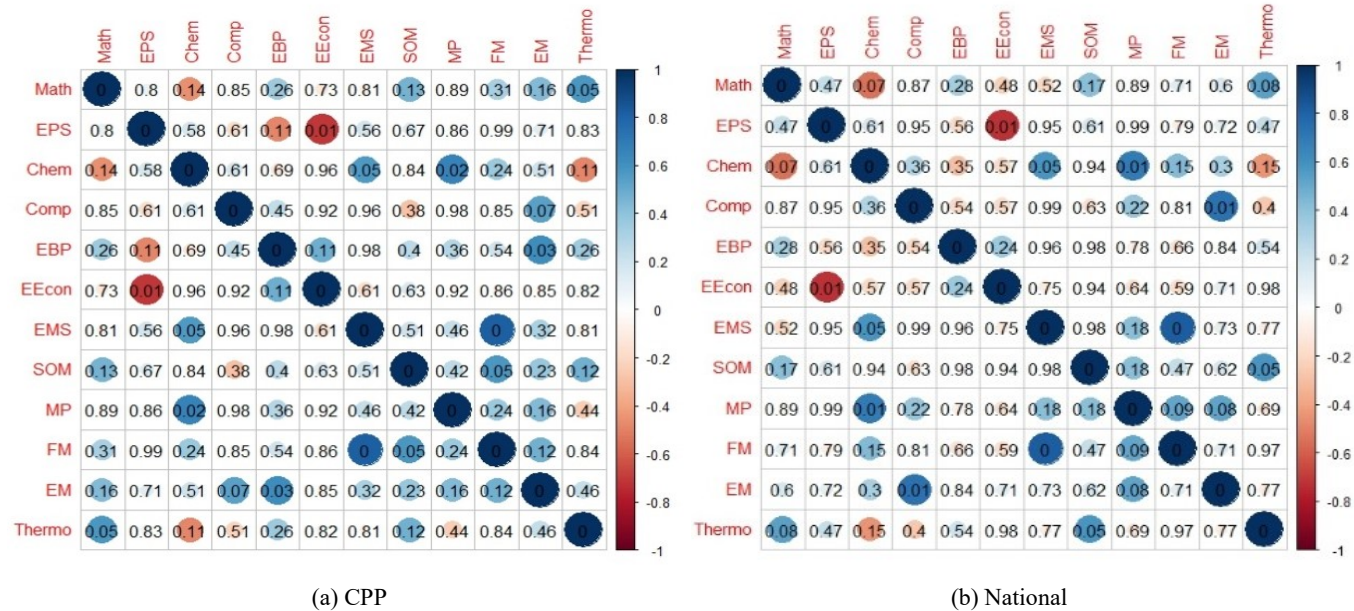 Math EPS Chem Comp EBP EEcon EMS SOM MP FM EM Thermo
Math 0 0.8 0.14 0.85 0.26 0.73 0.81 0.13 0.89 0.31 0.16 0.05
EPS 0.8 0 0.58 0.61 0.11 0.01 0.56 0.67 0.86 0.99 0.71 0.83
Chem 0.14 0.58 0 0.61 0.69 0.96 0.05 0.84 0.02 0.24 0.51 0.11
Comp 0.85 0.61 0.61 0 0.45 0.92 0.96 0.38 0.98 0.85 0.07 0.51
EBP 0.26 0.11 0.69 0.45 0 0.11 0.98 0.4 0.36 0.54 0.03 0.26
EEcon 0.73 0.01 0.96 0.92 0.11 0 0.61 0.63 0.92 0.86 0.85 0.82
EMS 0.81 0.56 0.05 0.96 0.98 0.61 0 0.51 0.46 0 0.32 0.81
SOM 0.13 0.67 0.84 0.38 0.4 0.63 0.51 0 0.42 0.05 0.23 0.12
MP 0.89 0.86 0.02 0.98 0.36 0.92 0.46 0.42 0 0.24 0.16 0.44
FM 0.31 0.99 0.24 0.85 0.54 0.86 0 0.05 0.24 0 0.12 0.84
EM 0.16 0.71 0.51 0.07 0.03 0.85 0.32 0.23 0.16 0.12 0 0.46
Thermo 0.05 0.83 0.11 0.51 0.26 0.82 0.81 0.12 0.44 0.84 0.46 0
1
0.8
0.6
0.4
0.2
0
-0.2
-0.4
-0.6
-0.8
-1
(a) CPP
Math EPS Chem Comp EBP EEcon EMS SOM MP FM EM Thermo
Math 0 0.47 0.07 0.87 0.28 0.48 0.52 0.17 0.89 0.71 0.6 0.08
EPS 0.47 0 0.61 0.95 0.56 0.01 0.95 0.61 0.99 0.79 0.72 0.47
Chem 0.07 0.61 0 0.36 0.35 0.57 0.05 0.94 0.01 0.15 0.3 0.15
Comp 0.87 0.95 0.36 0 0.54 0.57 0.99 0.63 0.22 0.81 0.01 0.4
EBP 0.28 0.56 0.35 0.54 0 0.24 0.96 0.98 0.78 0.66 0.84 0.54
EEcon 0.48 0.01 0.57 0.57 0.24 0 0.75 0.94 0.64 0.59 0.71 0.98
EMS 0.52 0.95 0.05 0.99 0.96 0.75 0 0.98 0.18 0 0.73 0.77
SOM 0.17 0.61 0.94 0.63 0.98 0.94 0.98 0 0.18 0.47 0.62 0.05
MP 0.89 0.99 0.01 0.22 0.78 0.64 0.18 0.18 0 0.09 0.08 0.69
FM 0.71 0.79 0.15 0.81 0.66 0.59 0 0.47 0.09 0 0.71 0.97
EM 0.6 0.72 0.3 0.01 0.84 0.71 0.73 0.62 0.08 0.71 0 0.77
Thermo 0.08 0.47 0.15 0.4 0.54 0.98 0.77 0.05 0.69 0.97 0.77 0
1
0.8
0.6
0.4
0.2
0
-0.2
-0.4
-0.6
-0.8
-1
(b) National